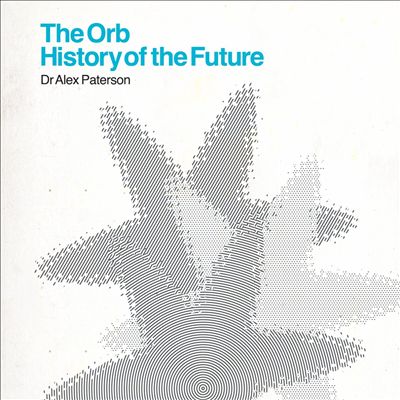 The Orb
History of the Future
Dr Alex Paterson